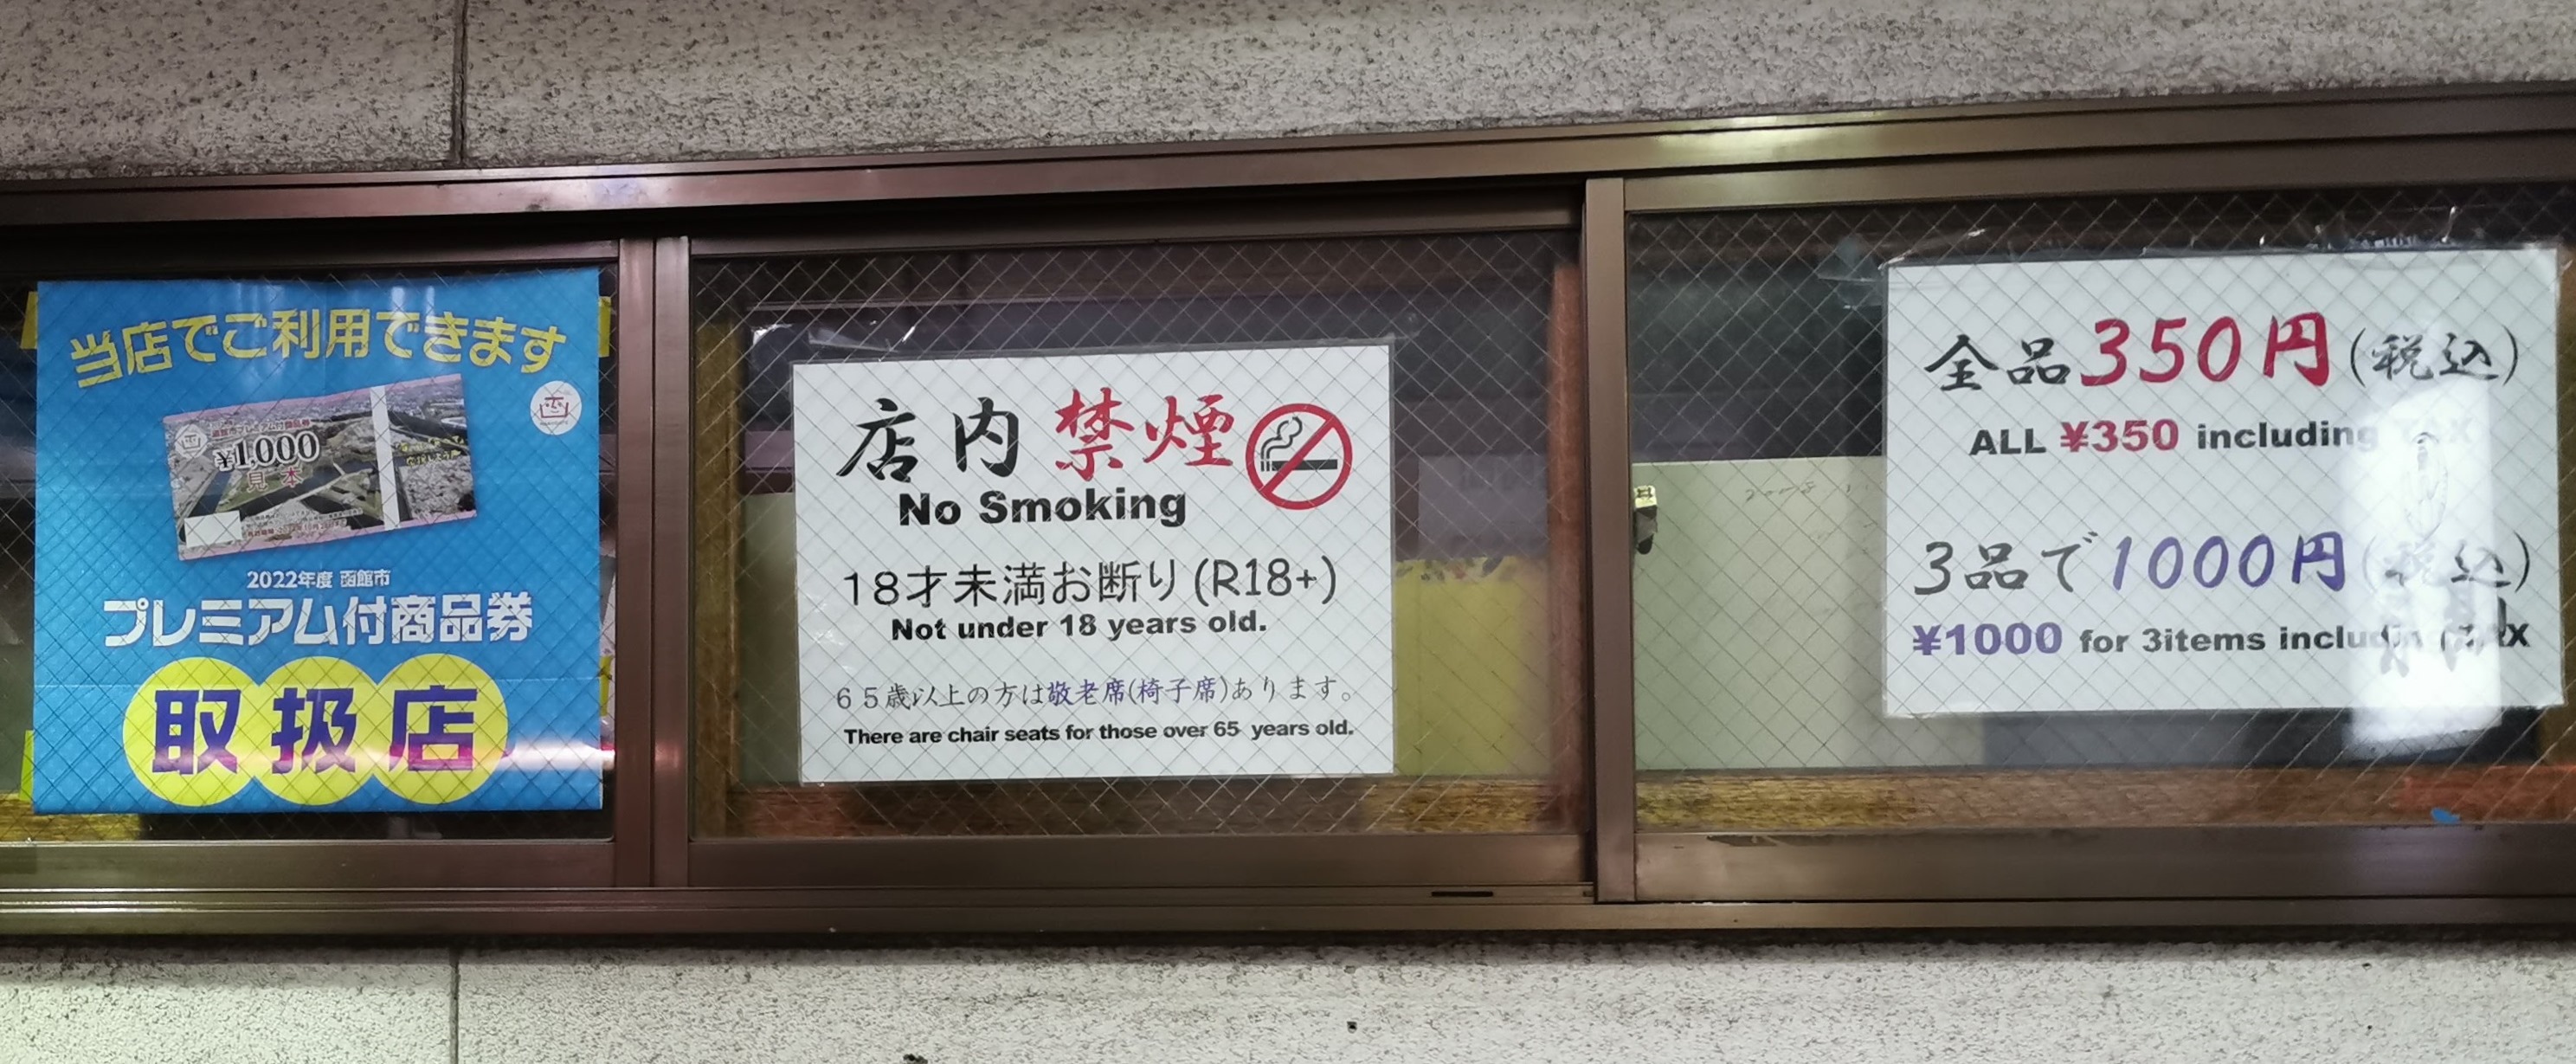 当店でご利用できます
¥1,000
見本
2022年度 函館市
プレミアム付商品券
取扱店
店内禁煙
No Smoking
18才未満お断り(R18+)
Not under 18 years old.
65歳以上の方は敬老席(椅子席)あります。
There are chair seats for those over 65 years old.
全品350円(税込)
ALL ¥350 including tax
3品で1000円(税込)
¥1000 for 3items including TAX